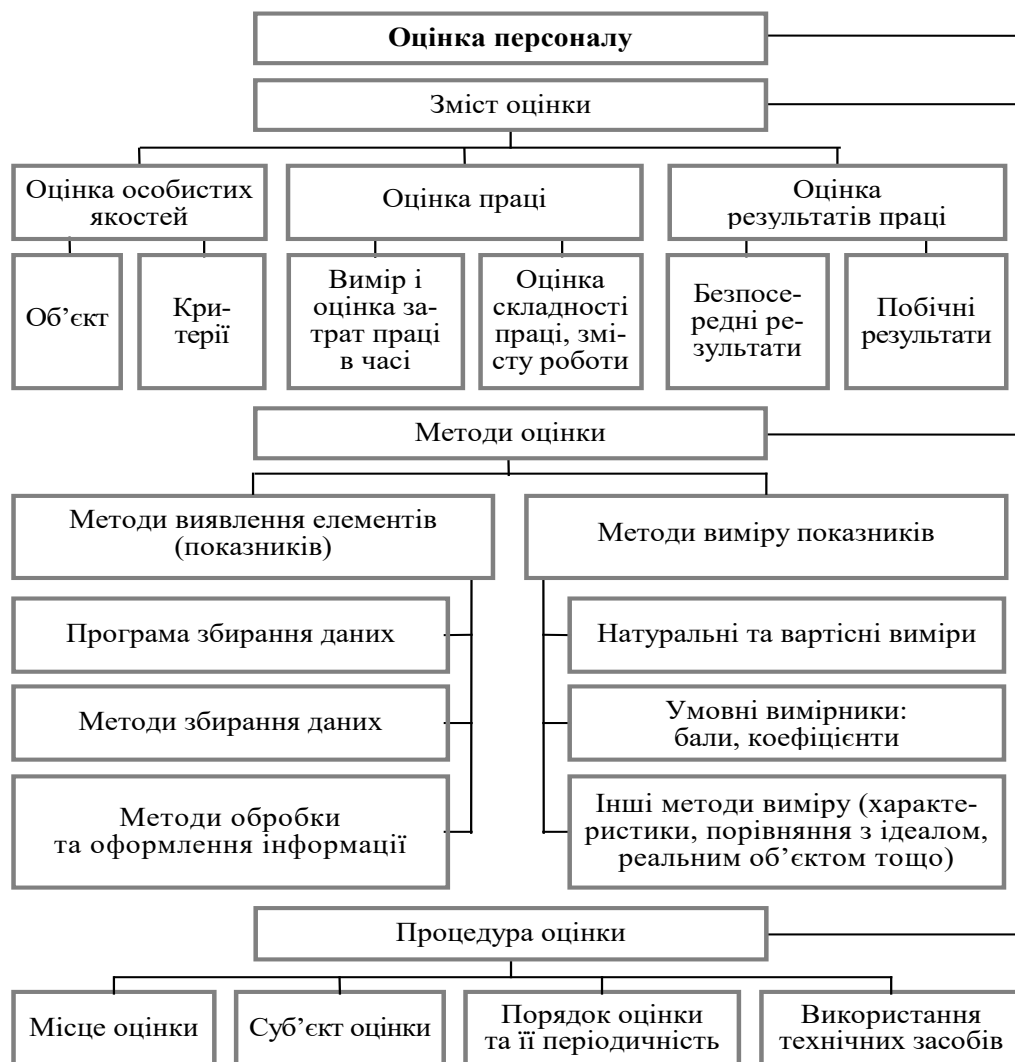 Оцінка персоналу
Зміст оцінки
Оцінка особистих
якостей
Оцінка праці
Оцінка
результатів праці
Об’єкт
Кри-
терії
Вимір і
оцінка за-
трат праці
в часі
Оцінка
складності
праці, змі-
сту роботи
Безпосе-
редні ре-
зультати
Побічні
результати
Методи оцінки
Методи виявлення елементів
(показників)
Методи виміру показників
Програма збирання даних
Натуральні та вартісні виміри
Методи збирання даних
Умовні вимірники:
бали, коефіцієнти
Методи обробки
та оформлення інформації
Інші методи виміру (характе-
ристики, порівняння з ідеалом,
реальним об’єктом тощо)
Процедура оцінки
Місце оцінки
Суб’єкт оцінки
Порядок оцінки
та її періодичність
Використання
технічних засобів